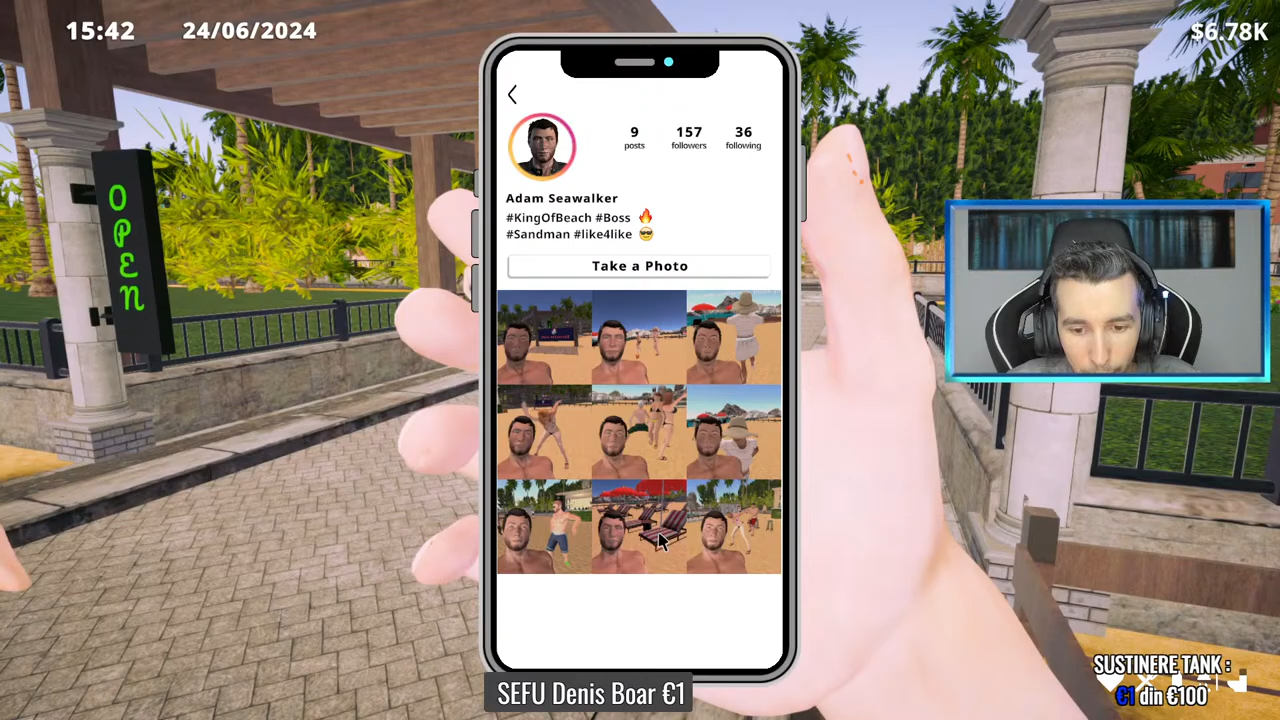 15:42 24/06/2024
$6.78K
OPEN
9 157 36
posts followers following
Adam Seawalker
#KingOfBeach #Boss 🔥
#Sandman #like4like 😎
Take a Photo
SEFU Denis Boar €1
SUSTINERE TANK :
€1 din €100